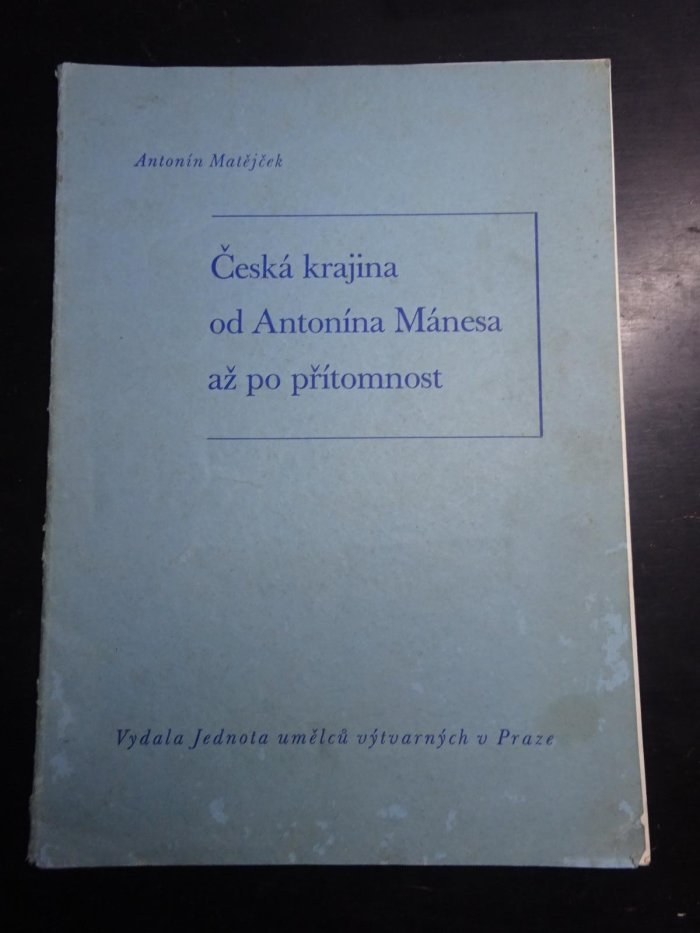 Antonín Matějček
Česká krajina
od Antonína Mánesa
až po přítomnost
Vydala Jednota umělců výtvarných v Praze